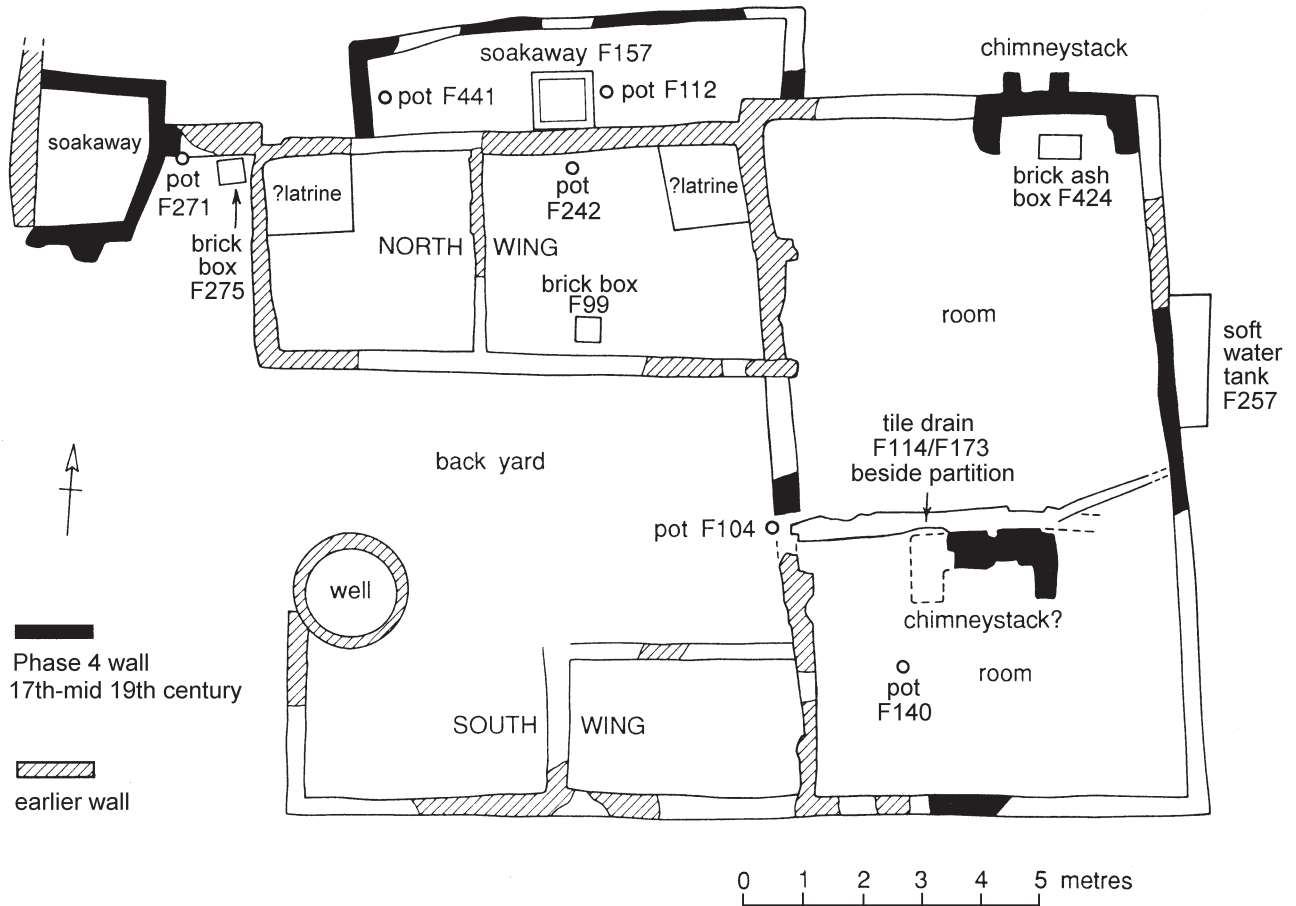 chimneystack
soakaway F157
pot F441
pot F112
soakaway
pot
F271
brick
box
F275
?latrine
pot
F242
?latrine
brick ash
box F424
NORTH WING
brick box
F99
room
soft
water
tank
F257
tile drain
F114/F173
beside partition
back yard
pot F104
well
chimneystack?
pot
F140
room
SOUTH WING
Phase 4 wall
17th-mid 19th century
earlier wall
0 1 2 3 4 5 metres